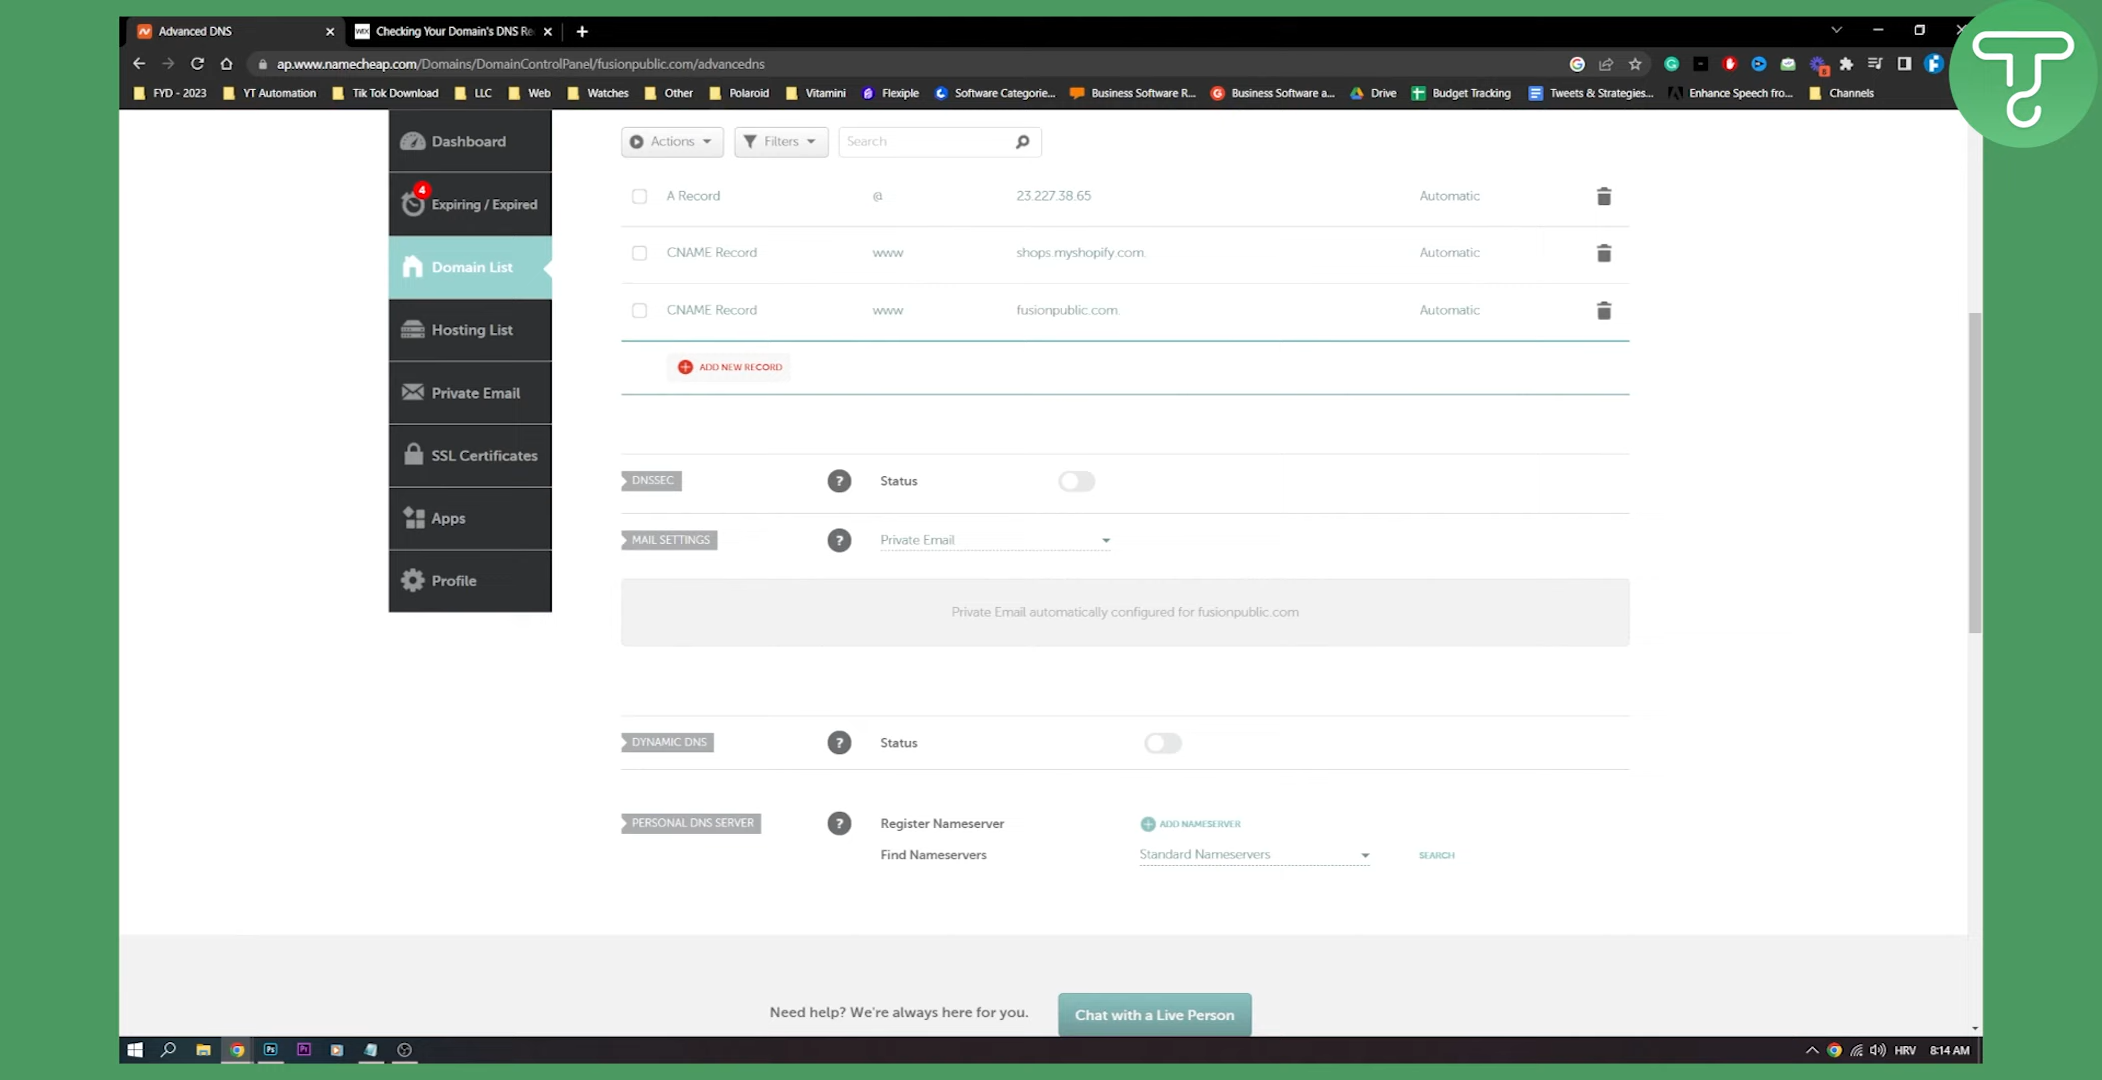 Advanced DNS
Checking Your Domain's DNS Re
ap.www.namecheap.com/Domains/DomainControlPanel/fusionpublic.com/advancedns
FYD - 2023 YT Automation Tik Tok Download LLC Web Watches Other Polaroid Vitamini Flexiple Software Categorie... Business Software R... Business Software a... Drive Budget Tracking Tweets & Strategies... Enhance Speech fro... Channels
Dashboard
4
Expiring / Expired
Domain List
Hosting List
Private Email
SSL Certificates
Apps
Profile
Actions Filters Search
A Record @ 23.227.38.65 Automatic
CNAME Record www shops.myshopify.com. Automatic
CNAME Record www fusionpublic.com. Automatic
ADD NEW RECORD
DNSSEC ? Status
MAIL SETTINGS ? Private Email
Private Email automatically configured for fusionpublic.com
DYNAMIC DNS ? Status
PERSONAL DNS SERVER ? Register Nameserver ADD NAMESERVER
Find Nameservers Standard Nameservers SEARCH
Need help? We're always here for you. Chat with a Live Person
HRV 8:14 AM